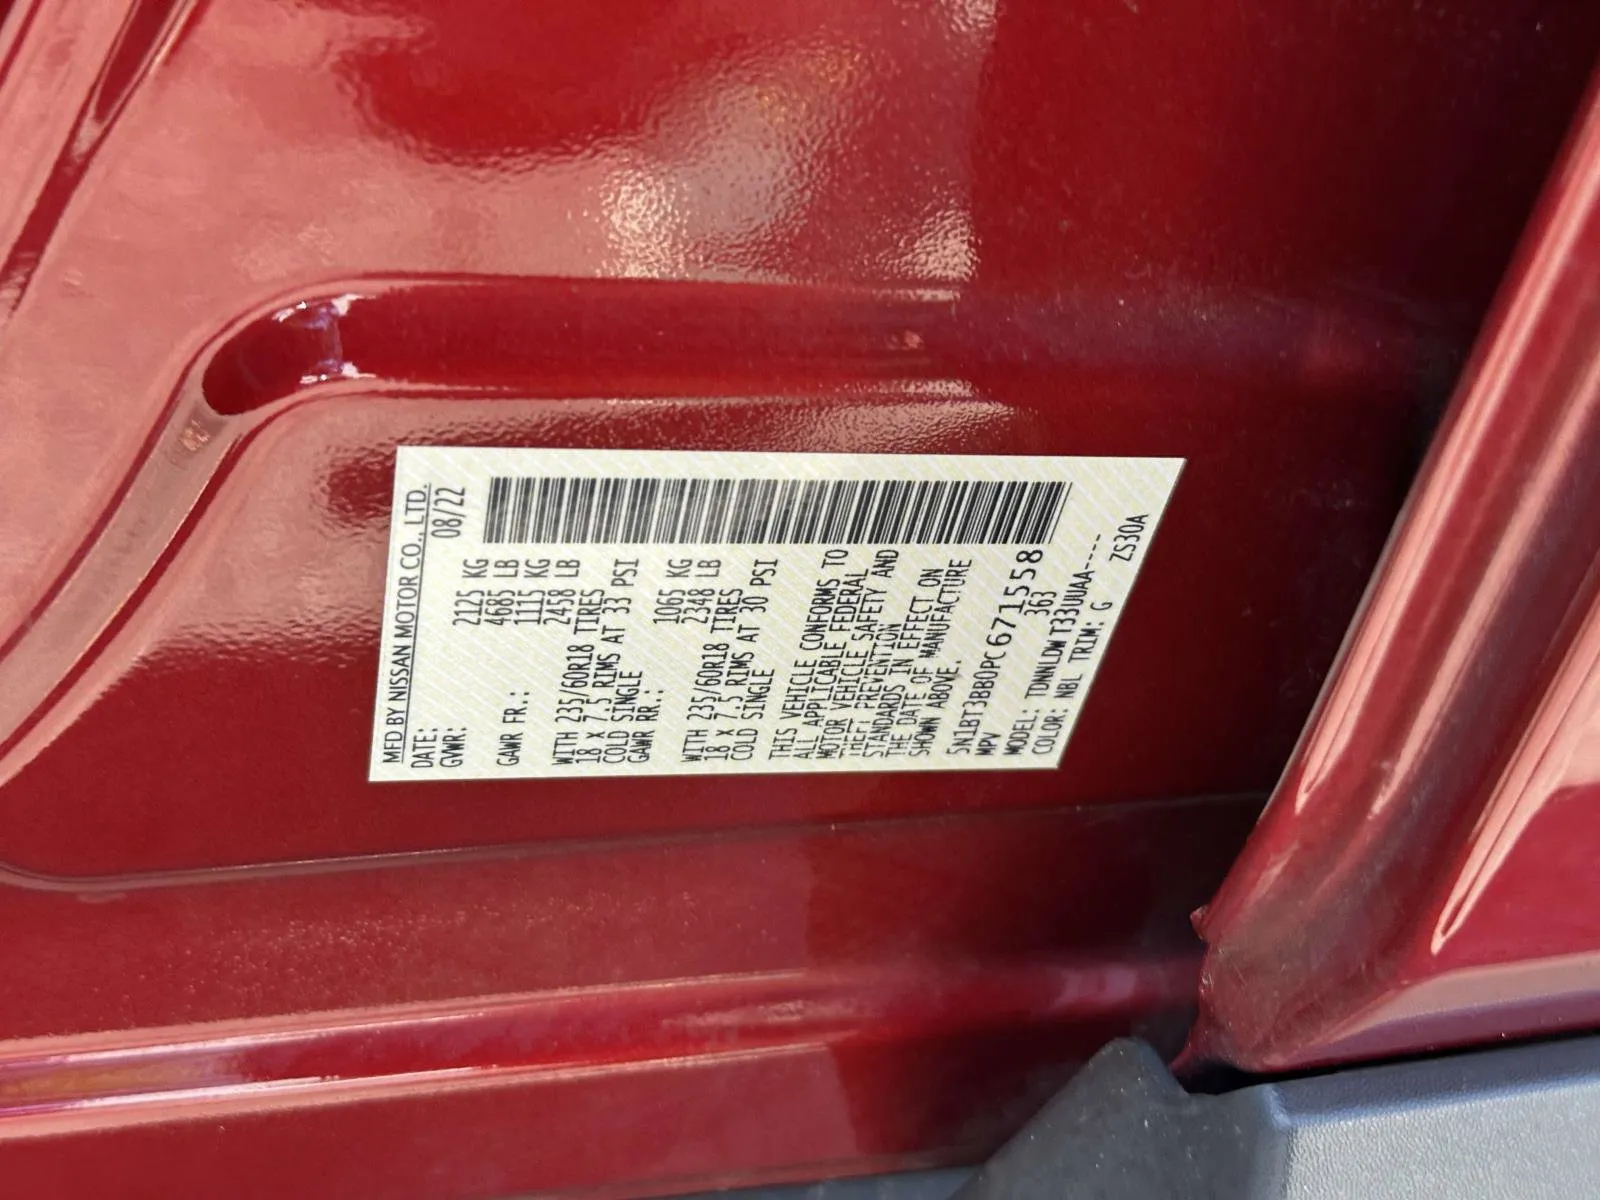 MFD BY NISSAN MOTOR CO., LTD.
DATE: 08/22
GVWR: 2125 KG
4685 LB
GAWR FR.: 1115 KG
2458 LB
WITH 235/60R18 TIRES
18 X 7.5 RIMS AT 33 PSI
COLD SINGLE
GAWR RR.: 1065 KG
2348 LB
WITH 235/60R18 TIRES
18 X 7.5 RIMS AT 30 PSI
COLD SINGLE
THIS VEHICLE CONFORMS TO
ALL APPLICABLE FEDERAL
MOTOR VEHICLE SAFETY AND
THEFT PREVENTION
STANDARDS IN EFFECT ON
THE DATE OF MANUFACTURE
SHOWN ABOVE.
5N1BT3BB0PC671558
MPV 363
MODEL: TDNNLDWT33UUAA----
COLOR: NBL TRIM: G
ZS30A